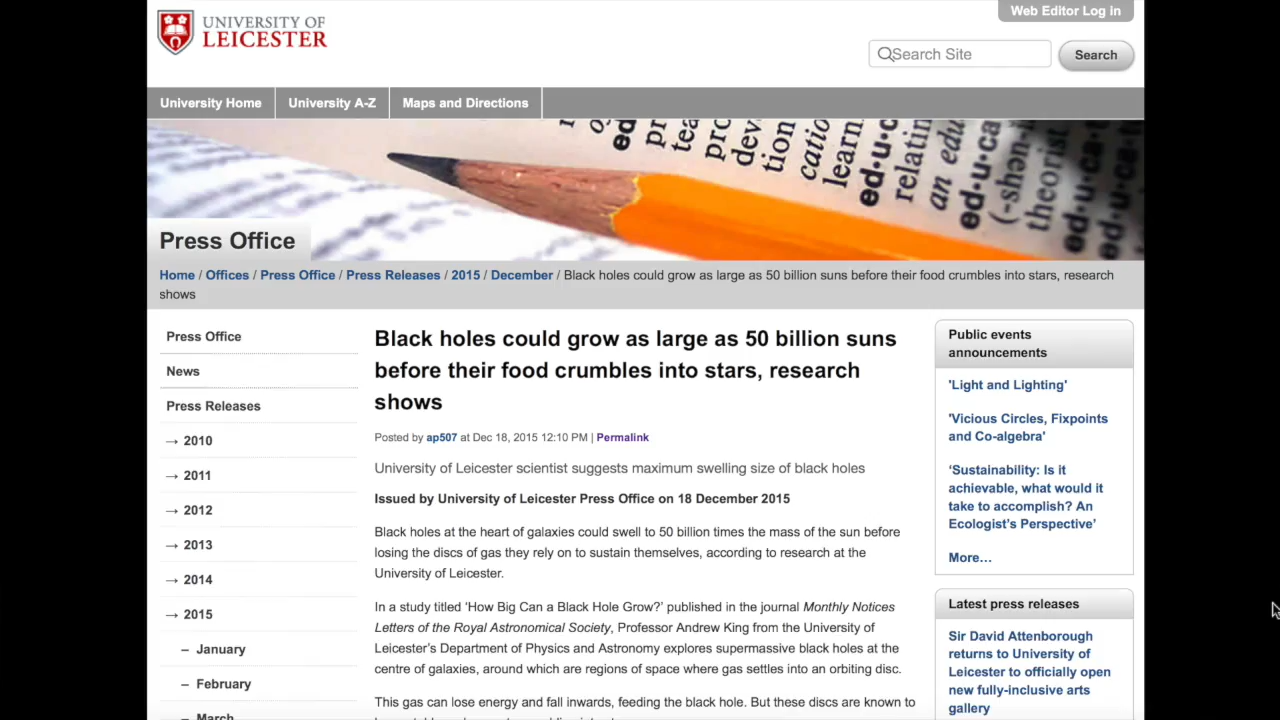 UNIVERSITY OF
LEICESTER
Web Editor Log in
Search Site
Search
University Home
University A-Z
Maps and Directions
Press Office
Home / Offices / Press Office / Press Releases / 2015 / December / Black holes could grow as large as 50 billion suns before their food crumbles into stars, research
shows
Press Office
News
Press Releases
→ 2010
→ 2011
→ 2012
→ 2013
→ 2014
→ 2015
– January
– February
March
Black holes could grow as large as 50 billion suns
before their food crumbles into stars, research
shows
Posted by ap507 at Dec 18, 2015 12:10 PM | Permalink
University of Leicester scientist suggests maximum swelling size of black holes
Issued by University of Leicester Press Office on 18 December 2015
Black holes at the heart of galaxies could swell to 50 billion times the mass of the sun before
losing the discs of gas they rely on to sustain themselves, according to research at the
University of Leicester.
In a study titled 'How Big Can a Black Hole Grow?' published in the journal Monthly Notices
Letters of the Royal Astronomical Society, Professor Andrew King from the University of
Leicester's Department of Physics and Astronomy explores supermassive black holes at the
centre of galaxies, around which are regions of space where gas settles into an orbiting disc.
This gas can lose energy and fall inwards, feeding the black hole. But these discs are known to
Public events
announcements
'Light and Lighting'
'Vicious Circles, Fixpoints
and Co-algebra'
‘Sustainability: Is it
achievable, what would it
take to accomplish? An
Ecologist's Perspective’
More…
Latest press releases
Sir David Attenborough
returns to University of
Leicester to officially open
new fully-inclusive arts
gallery